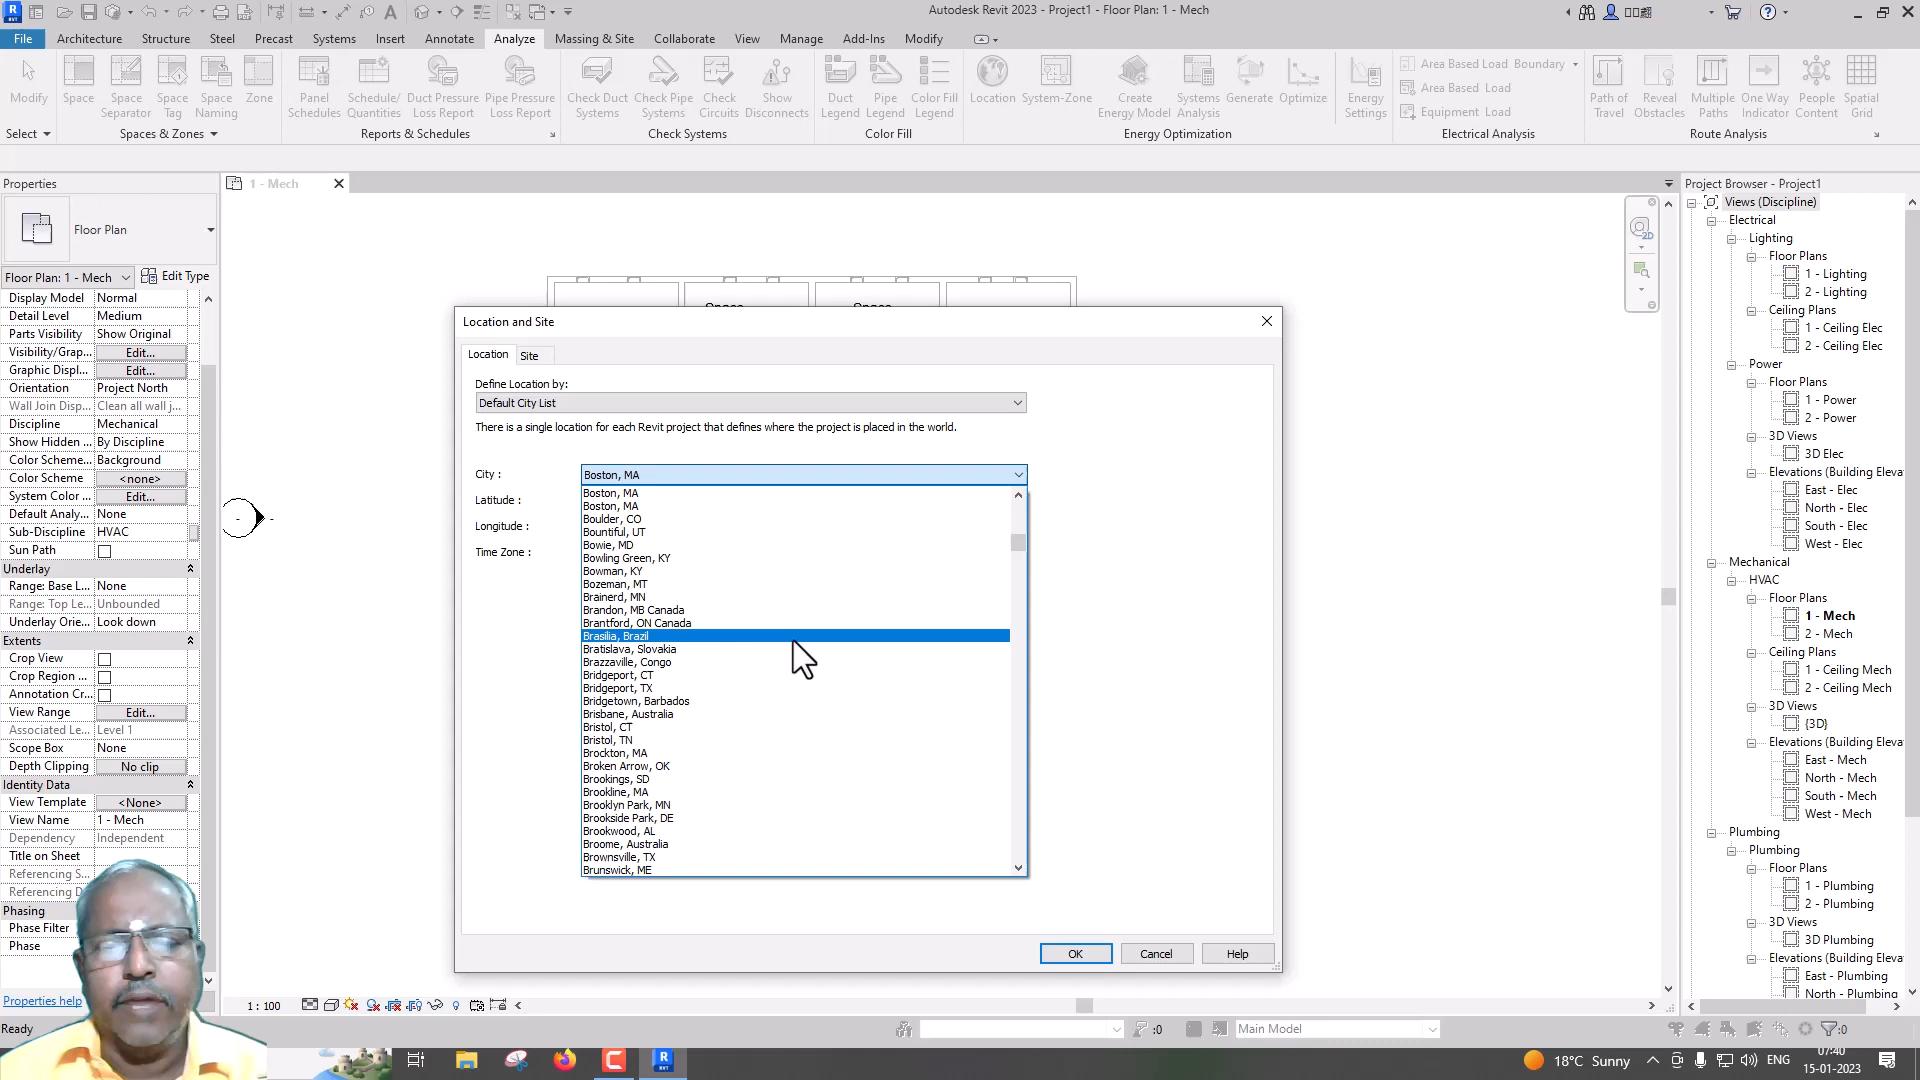 Autodesk Revit 2023 - Project1 - Floor Plan: 1 - Mech
File Architecture Structure Steel Precast Systems Insert Annotate Analyze Massing & Site Collaborate View Manage Add-Ins Modify
Modify
Space
Space Separator
Space Tag
Space Naming
Zone
Panel Schedules
Schedule/ Quantities
Duct Pressure Loss Report
Pipe Pressure Loss Report
Check Duct Systems
Check Pipe Systems
Check Circuits
Show Disconnects
Duct Legend
Pipe Legend
Color Fill Legend
Location
System-Zone
Create Energy Model
Systems Analysis
Generate
Optimize
Energy Settings
Area Based Load Boundary
Area Based Load
Equipment Load
Path of Travel
Reveal Obstacles
Multiple Paths
One Way Indicator
People Content
Spatial Grid
Select
Spaces & Zones
Reports & Schedules
Check Systems
Color Fill
Energy Optimization
Electrical Analysis
Route Analysis
Properties
Floor Plan
Floor Plan: 1 - Mech
Edit Type
Display Model Normal
Detail Level Medium
Parts Visibility Show Original
Visibility/Grap... Edit...
Graphic Displ... Edit...
Orientation Project North
Wall Join Disp... Clean all wall j...
Discipline Mechanical
Show Hidden ... By Discipline
Color Scheme... Background
Color Scheme <none>
System Color ... Edit...
Default Analy... None
Sub-Discipline HVAC
Sun Path
Underlay
Range: Base L... None
Range: Top Le... Unbounded
Underlay Orie... Look down
Extents
Crop View
Crop Region ...
Annotation Cr...
View Range Edit...
Associated Le... Level 1
Scope Box None
Depth Clipping No clip
Identity Data
View Template <None>
View Name 1 - Mech
Dependency Independent
Title on Sheet
Referencing S...
Referencing D
Phasing
Phase Filter
Phase
Properties help
Ready
1 - Mech
2D
Location and Site
Location Site
Define Location by:
Default City List
There is a single location for each Revit project that defines where the project is placed in the world.
City : Boston, MA
Latitude :
Longitude :
Time Zone :
Boston, MA
Boston, MA
Boulder, CO
Bountiful, UT
Bowie, MD
Bowling Green, KY
Bowman, KY
Bozeman, MT
Brainerd, MN
Brandon, MB Canada
Brantford, ON Canada
Brasilia, Brazil
Bratislava, Slovakia
Brazzaville, Congo
Bridgeport, CT
Bridgeport, TX
Bridgetown, Barbados
Brisbane, Australia
Bristol, CT
Bristol, TN
Brockton, MA
Broken Arrow, OK
Brookings, SD
Brookline, MA
Brooklyn Park, MN
Brookside Park, DE
Brookwood, AL
Broome, Australia
Brownsville, TX
Brunswick, ME
OK Cancel Help
Project Browser - Project1
Views (Discipline)
Electrical
Lighting
Floor Plans
1 - Lighting
2 - Lighting
Ceiling Plans
1 - Ceiling Elec
2 - Ceiling Elec
Power
Floor Plans
1 - Power
2 - Power
3D Views
3D Elec
Elevations (Building Eleva
East - Elec
North - Elec
South - Elec
West - Elec
Mechanical
HVAC
Floor Plans
1 - Mech
2 - Mech
Ceiling Plans
1 - Ceiling Mech
2 - Ceiling Mech
3D Views
{3D}
Elevations (Building Eleva
East - Mech
North - Mech
South - Mech
West - Mech
Plumbing
Plumbing
Floor Plans
1 - Plumbing
2 - Plumbing
3D Views
3D Plumbing
Elevations (Building Eleva
East - Plumbing
North - Plumbing
1 : 100
:0
Main Model
:0
18°C Sunny
ENG
07:40
15-01-2023